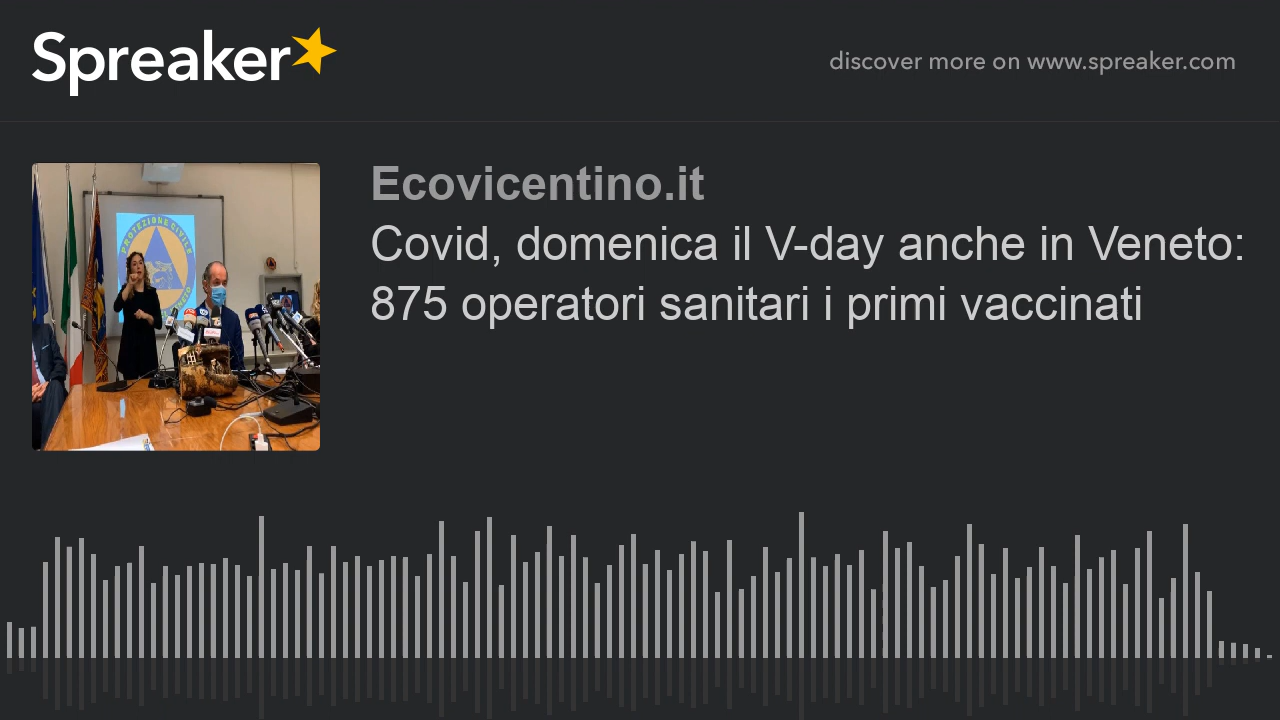 Spreaker
discover more on www.spreaker.com
Ecovicentino.it
Covid, domenica il V-day anche in Veneto:
875 operatori sanitari i primi vaccinati
PROTEZIONE CIVILE